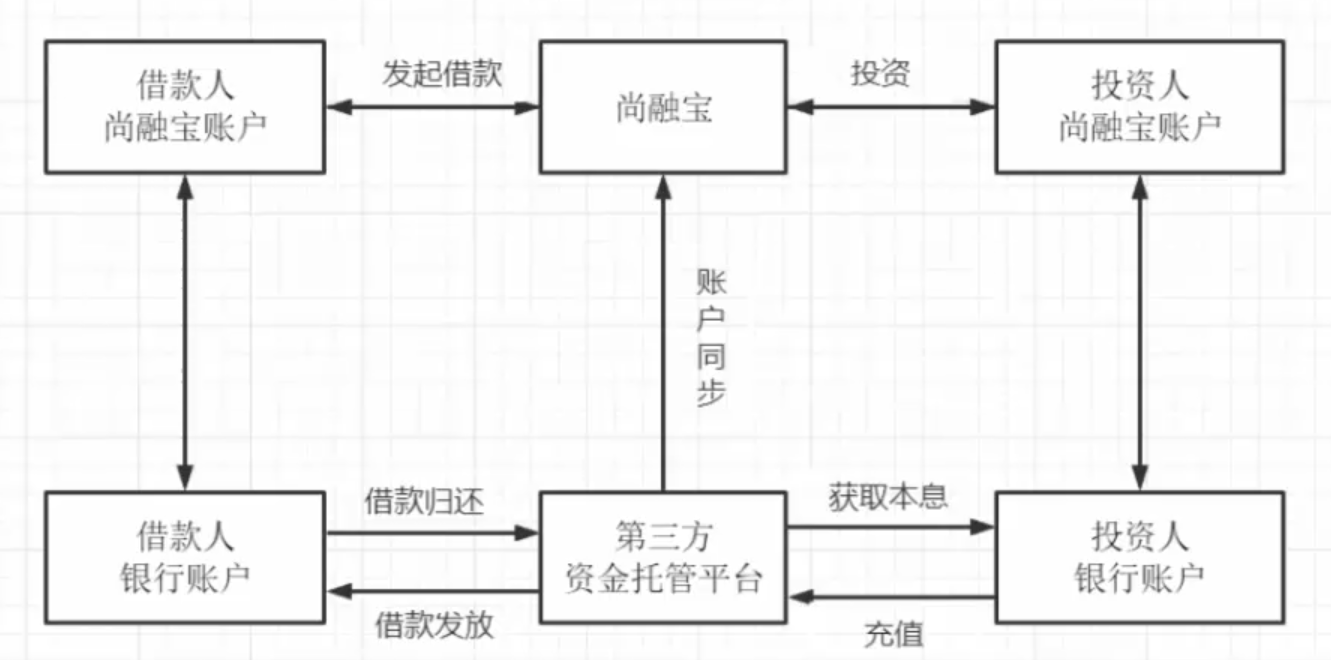 发起借款
投资
借款人
尚融宝账户
尚融宝
投资人
尚融宝账户
账
户
同
步
借款归还
获取本息
借款人
银行账户
第三方
资金托管平台
投资人
银行账户
借款发放
充值